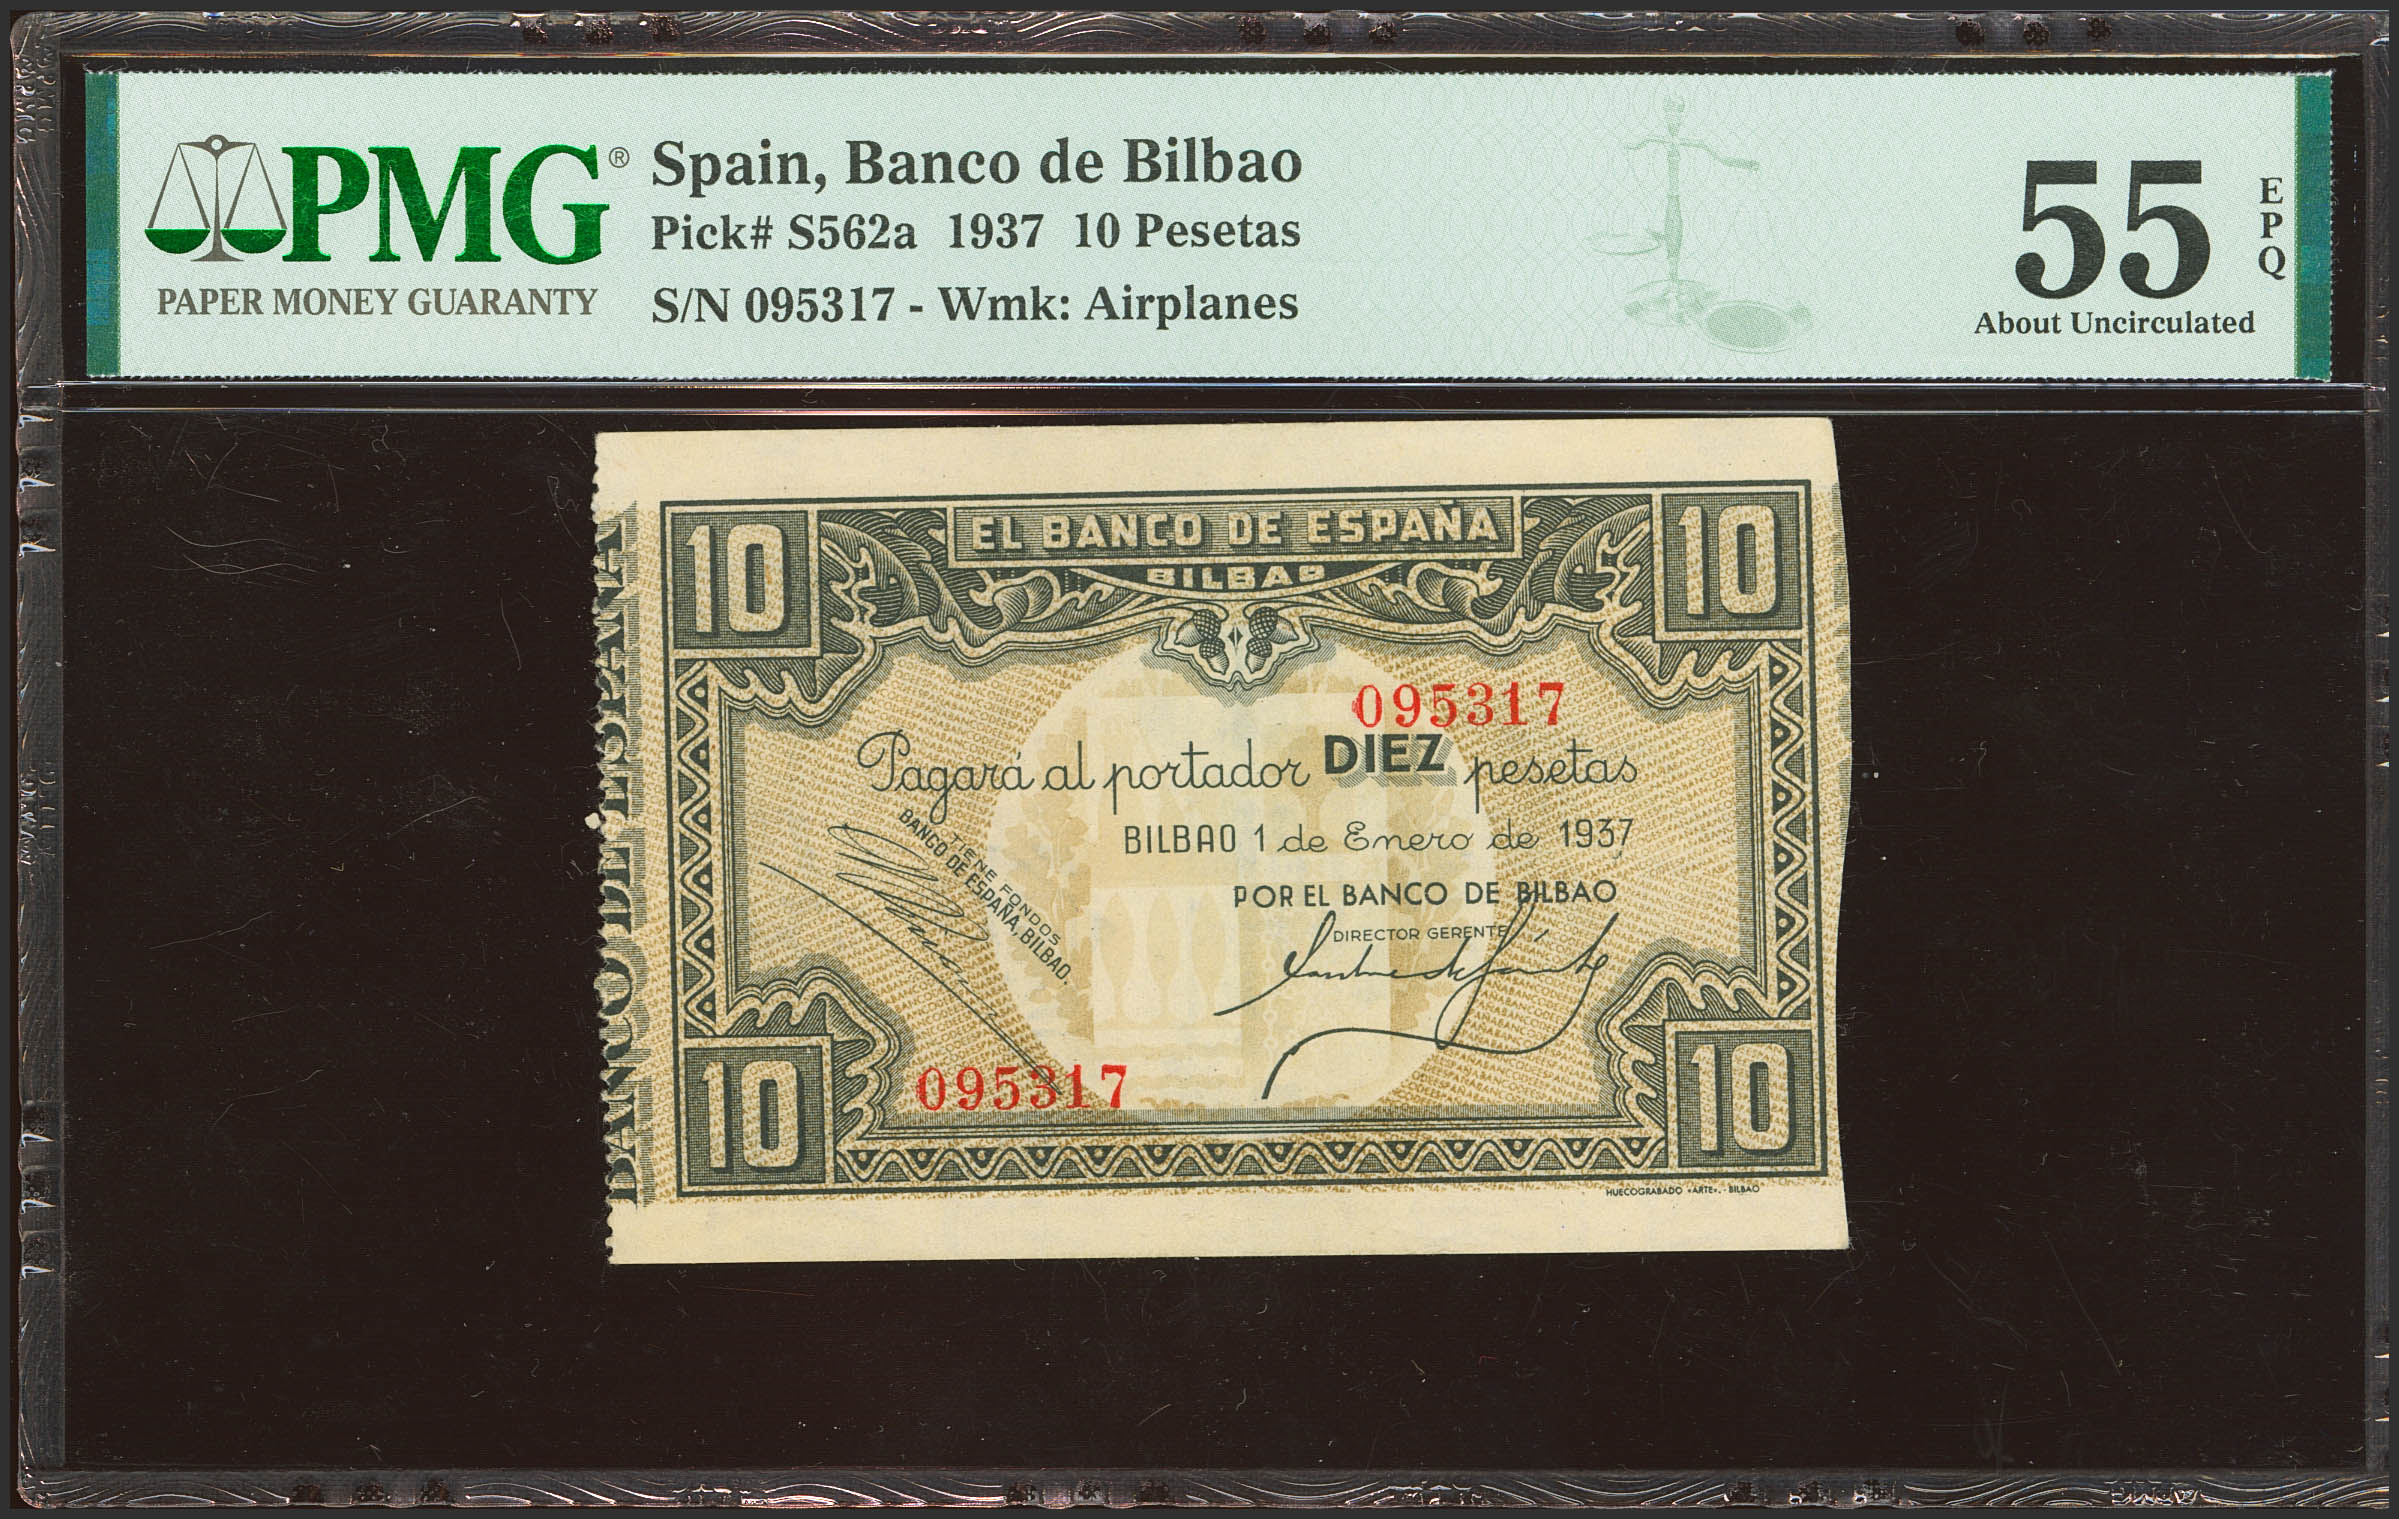 PMG®
PAPER MONEY GUARANTY
Spain, Banco de Bilbao
Pick# S562a 1937 10 Pesetas
S/N 095317 - Wmk: Airplanes
55
EPQ
About Uncirculated
BANCO DE ESPAÑA
10
EL BANCO DE ESPAÑA
10
BILBAO
095317
Pagará al portador DIEZ pesetas
BILBAO 1 de Enero de 1937
TIENE FONDOS
BANCO DE ESPAÑA, BILBAO.
POR EL BANCO DE BILBAO
DIRECTOR GERENTE
095317
10
10
HUECOGRABADO «ARTE». - BILBAO